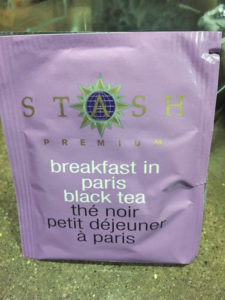 STASH
PREMIUM
breakfast in
paris
black tea
thé noir
petit déjeuner
à paris